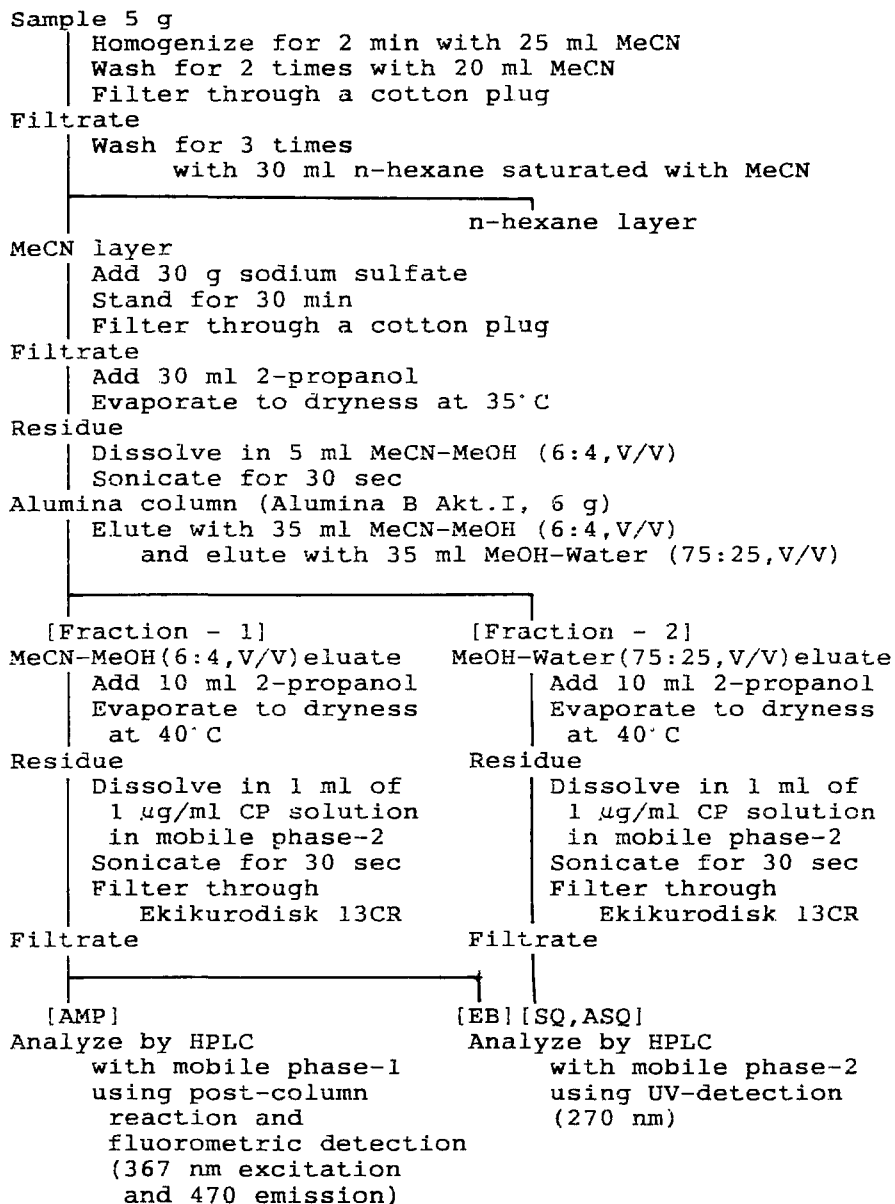 Sample 5 g
Homogenize for 2 min with 25 ml MeCN
Wash for 2 times with 20 ml MeCN
Filter through a cotton plug
Filtrate
Wash for 3 times
with 30 ml n-hexane saturated with MeCN
n-hexane layer
MeCN layer
Add 30 g sodium sulfate
Stand for 30 min
Filter through a cotton plug
Filtrate
Add 30 ml 2-propanol
Evaporate to dryness at 35°C
Residue
Dissolve in 5 ml MeCN-MeOH (6:4,V/V)
Sonicate for 30 sec
Alumina column (Alumina B Akt.I, 6 g)
Elute with 35 ml MeCN-MeOH (6:4,V/V)
and elute with 35 ml MeOH-Water (75:25,V/V)
[Fraction - 1]
MeCN-MeOH(6:4,V/V)eluate
Add 10 ml 2-propanol
Evaporate to dryness
at 40°C
Residue
Dissolve in 1 ml of
1 µg/ml CP solution
in mobile phase-2
Sonicate for 30 sec
Filter through
Ekikurodisk 13CR
Filtrate
[Fraction - 2]
MeOH-Water(75:25,V/V)eluate
Add 10 ml 2-propanol
Evaporate to dryness
at 40°C
Residue
Dissolve in 1 ml of
1 µg/ml CP solution
in mobile phase-2
Sonicate for 30 sec
Filter through
Ekikurodisk 13CR
Filtrate
[AMP]
Analyze by HPLC
with mobile phase-1
using post-column
reaction and
fluorometric detection
(367 nm excitation
and 470 emission)
[EB][SQ,ASQ]
Analyze by HPLC
with mobile phase-2
using UV-detection
(270 nm)